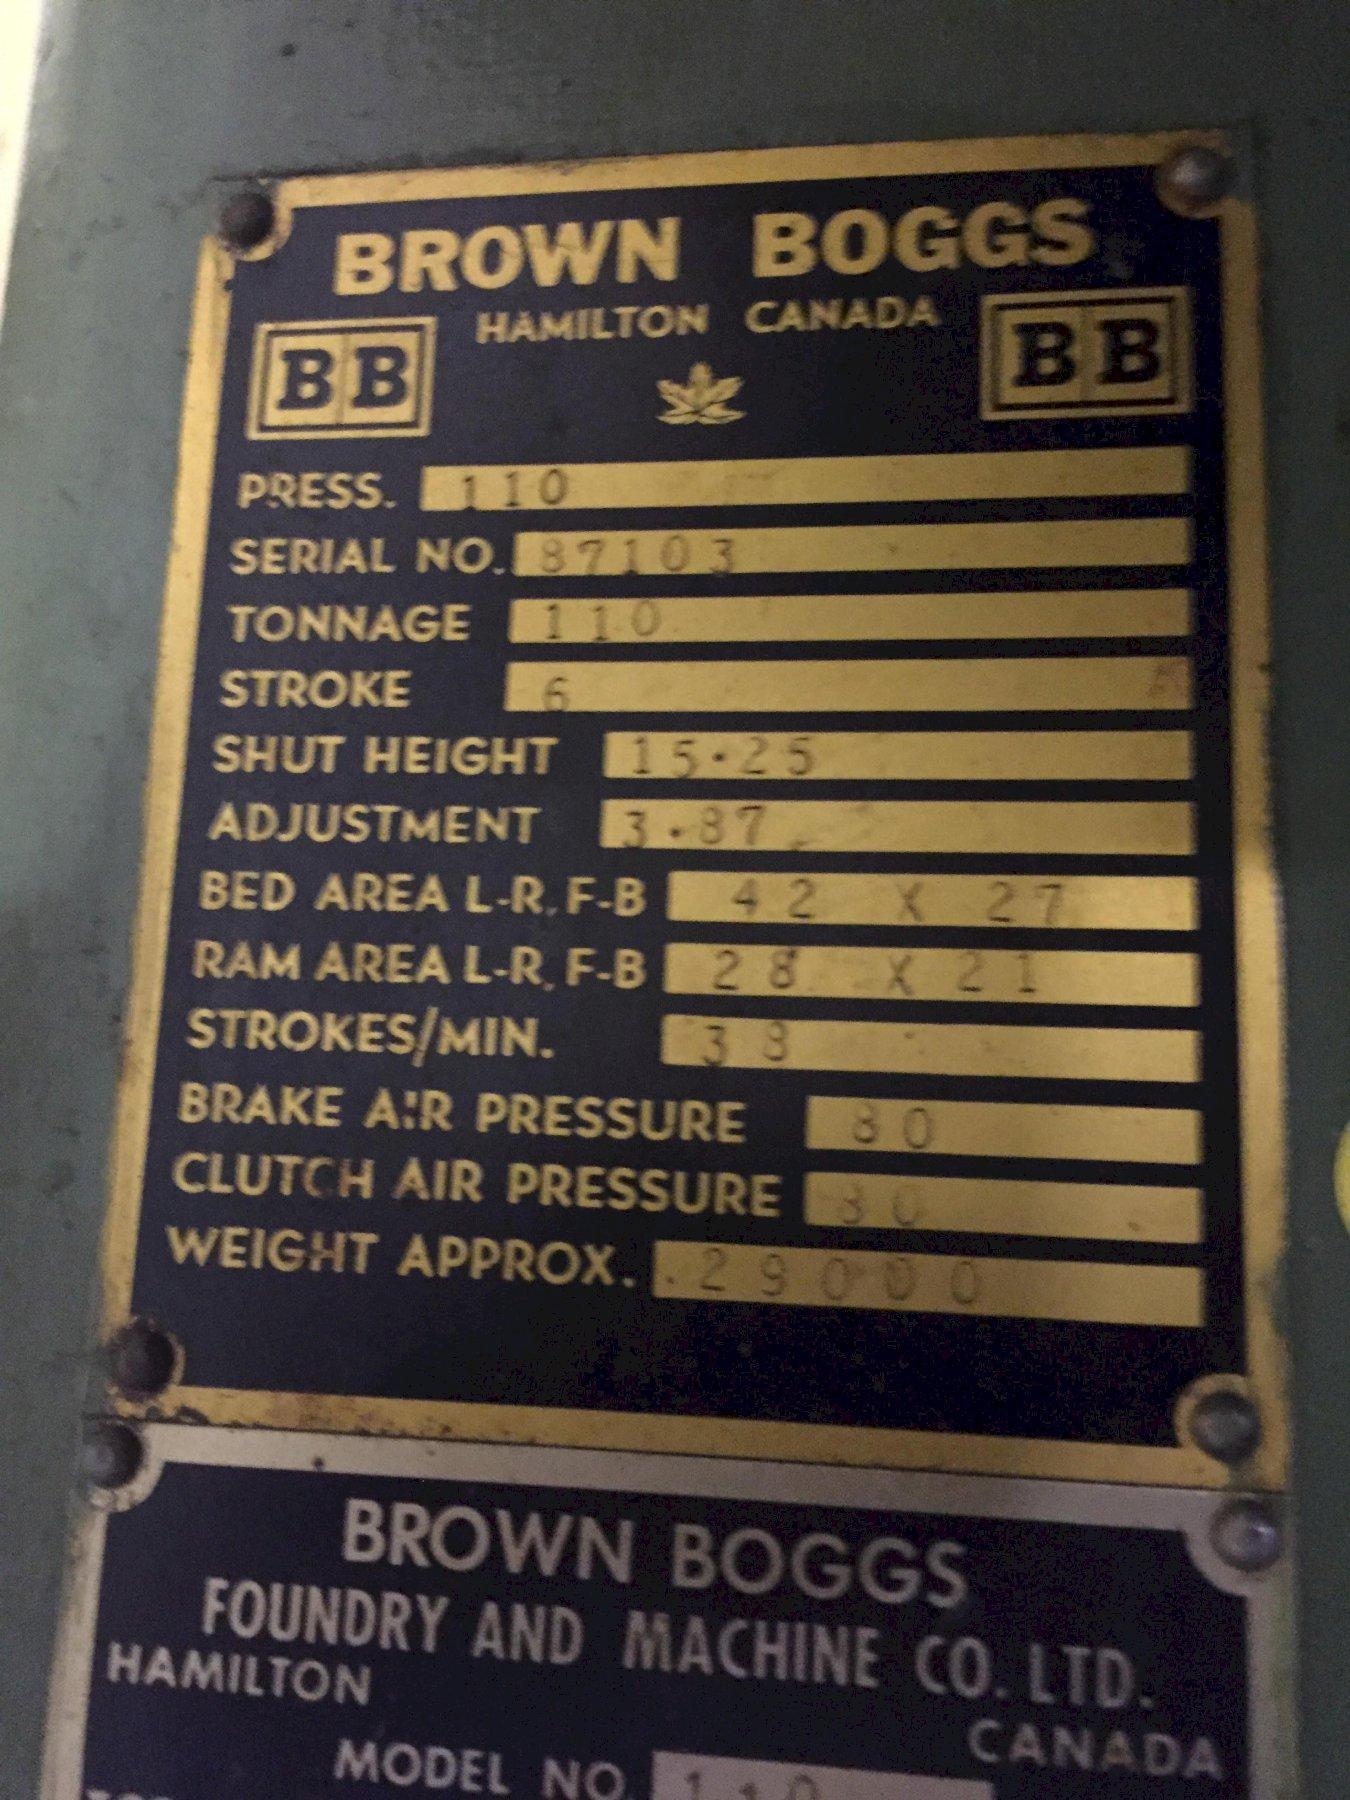 BROWN BOGGS
HAMILTON CANADA
BB BB
PRESS. 110
SERIAL NO. 87103
TONNAGE 110
STROKE 6
SHUT HEIGHT 15.25
ADJUSTMENT 3.87
BED AREA L-R, F-B 42 X 27
RAM AREA L-R, F-B 28 X 21
STROKES/MIN. 38
BRAKE AIR PRESSURE 80
CLUTCH AIR PRESSURE 80
WEIGHT APPROX. 29000
BROWN BOGGS
FOUNDRY AND MACHINE CO. LTD.
HAMILTON
CANADA
MODEL NO. 110